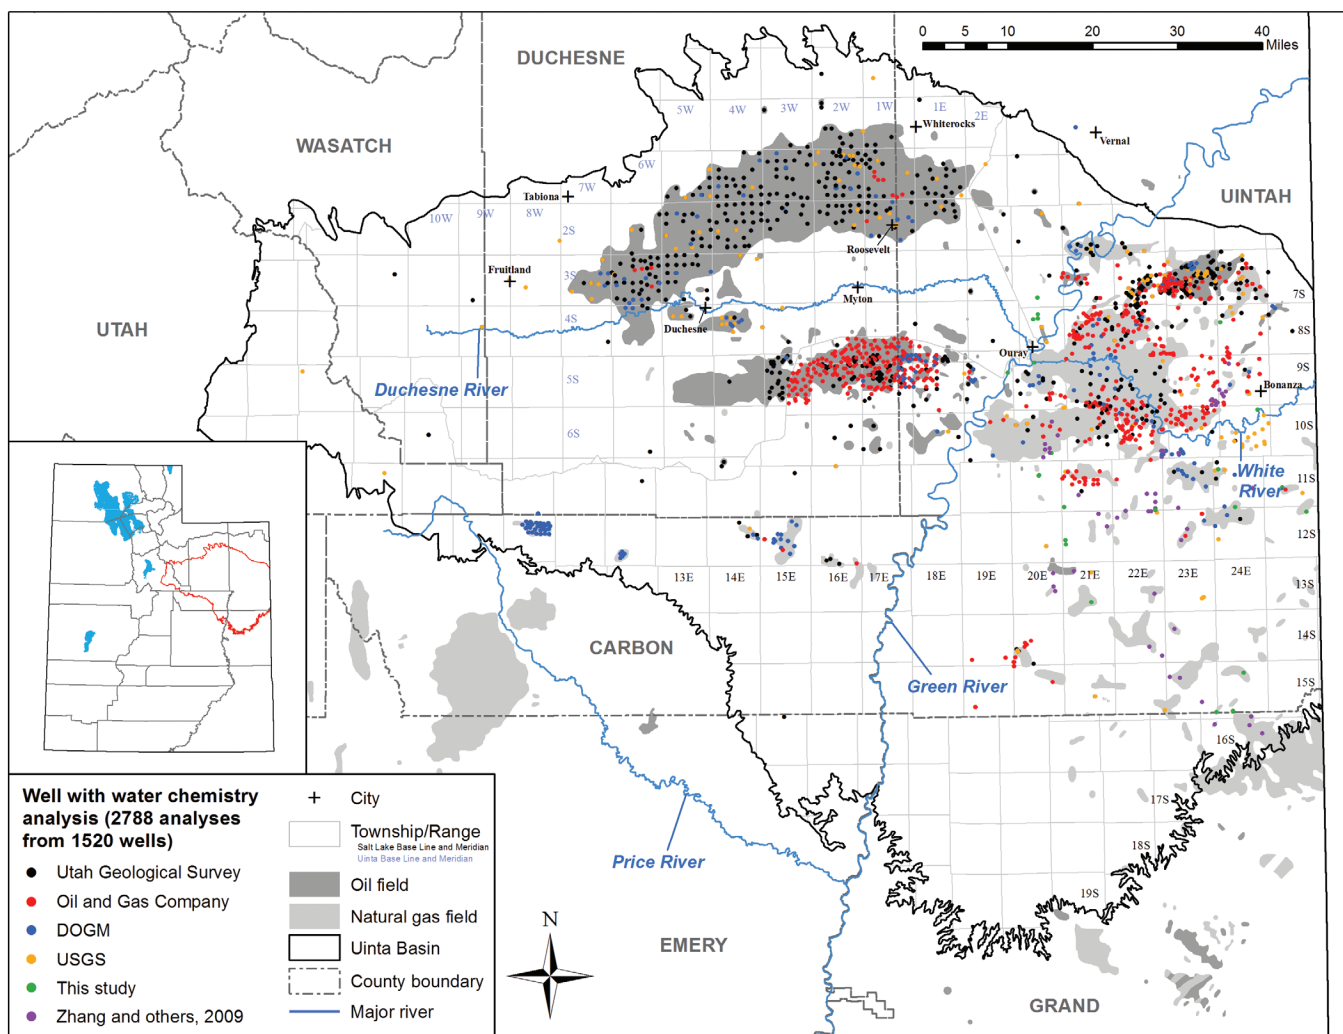 DUCHESNE
0 5 10 20 30 40
Miles
WASATCH
5W 4W 3W 2W 1W 1E 2E
Whiterocks
Vernal
6W
7W
Tabiona
UINTAH
10W 9W 8W
2S
Roosevelt
Fruitland
3S
Myton
7S
UTAH
4S
Duchesne
8S
Ouray
9S
Duchesne River
5S
Bonanza
6S
10S
White
River
11S
12S
13E 14E 15E 16E 17E 18E 19E 20E 21E 22E 23E 24E
13S
CARBON
14S
Green River
15S
16S
17S
18S
19S
Price River
EMERY
GRAND
N
Well with water chemistry
analysis (2788 analyses
from 1520 wells)
Utah Geological Survey
Oil and Gas Company
DOGM
USGS
This study
Zhang and others, 2009
City
Township/Range
Salt Lake Base Line and Meridian
Uinta Base Line and Meridian
Oil field
Natural gas field
Uinta Basin
County boundary
Major river